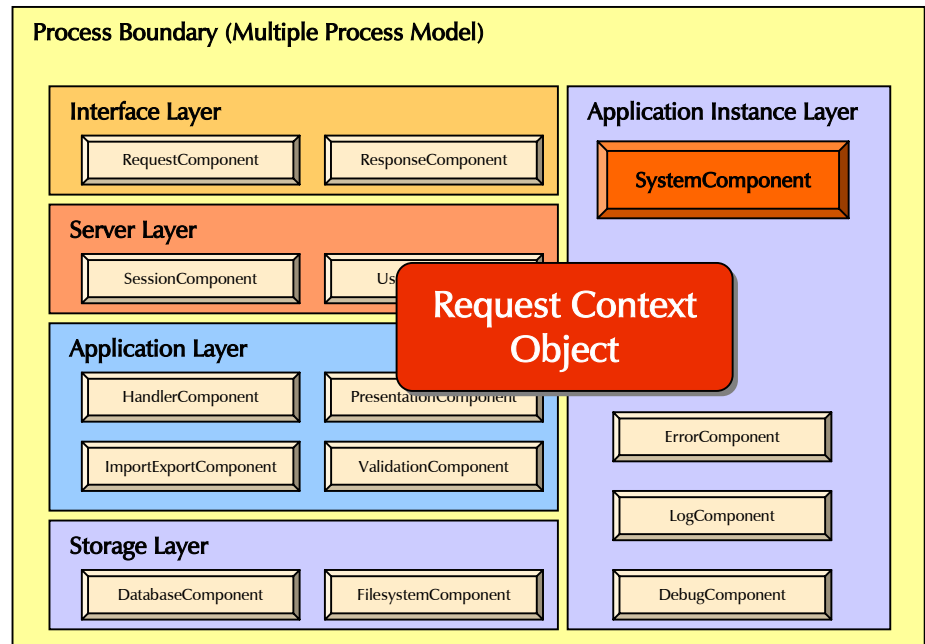 Process Boundary (Multiple Process Model)
Interface Layer
RequestComponent
ResponseComponent
Server Layer
SessionComponent
Application Layer
HandlerComponent
PresentationComponent
ImportExportComponent
ValidationComponent
Storage Layer
DatabaseComponent
FilesystemComponent
Application Instance Layer
SystemComponent
Request Context
Object
ErrorComponent
LogComponent
DebugComponent